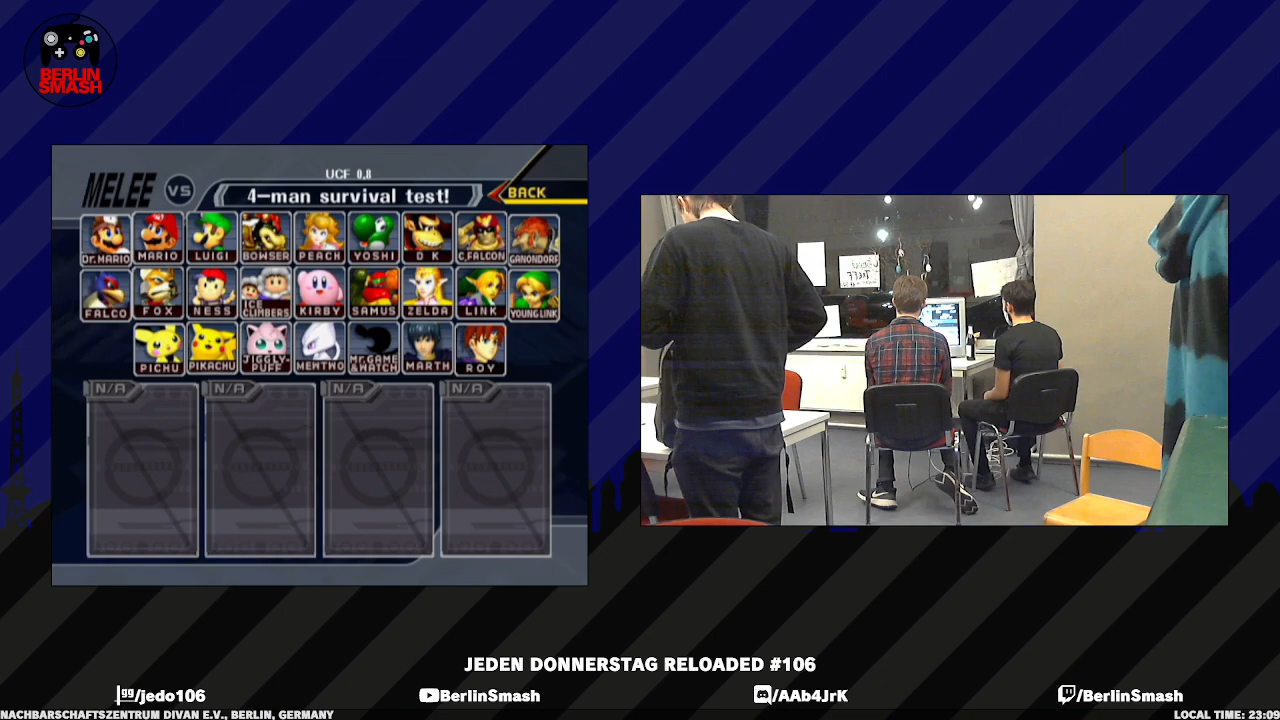 BERLIN
SMASH
UCF 0.8
MELEE VS 4-man survival test! BACK
Dr. MARIO MARIO LUIGI BOWSER PEACH YOSHI D K C.FALCON GANONDORF
FALCO FOX NESS ICE CLIMBERS KIRBY SAMUS ZELDA LINK YOUNG LINK
PICHU PIKACHU JIGGLY-PUFF MEWTWO Mr. GAME & WATCH MARTH ROY
N/A N/A N/A N/A
JEDEN DONNERSTAG RELOADED #106
gg/jedo106 BerlinSmash /AAb4JrK /BerlinSmash
NACHBARSCHAFTSZENTRUM DIVAN E.V., BERLIN, GERMANY LOCAL TIME: 23:09